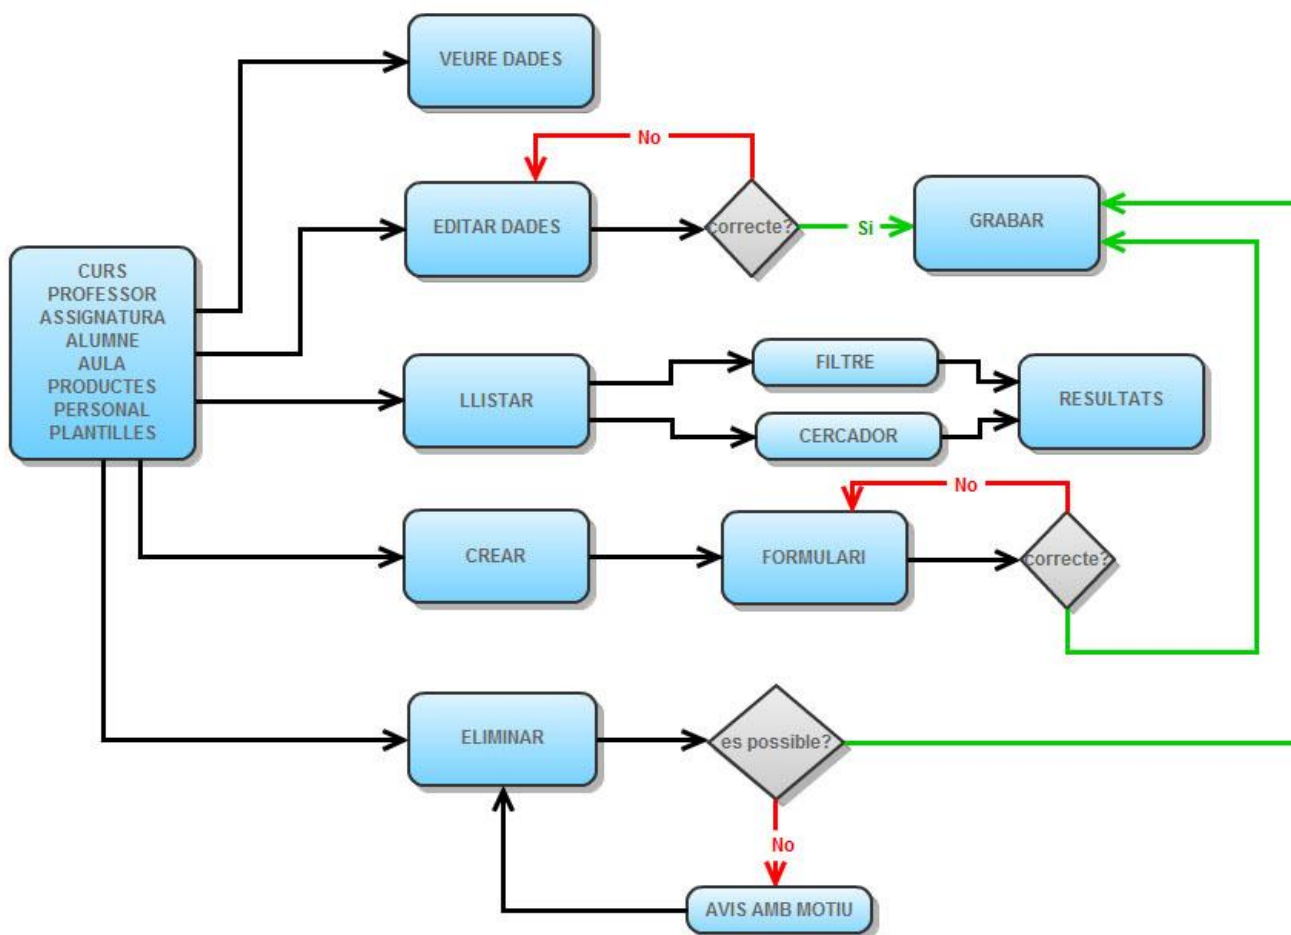 VEURE DADES
No
EDITAR DADES
correcte?
Si
GRABAR
CURS
PROFESSOR
ASSIGNATURA
ALUMNE
AULA
PRODUCTES
PERSONAL
PLANTILLES
LLISTAR
FILTRE
CERCADOR
RESULTATS
No
CREAR
FORMULARI
correcte?
ELIMINAR
es possible?
No
AVIS AMB MOTIU